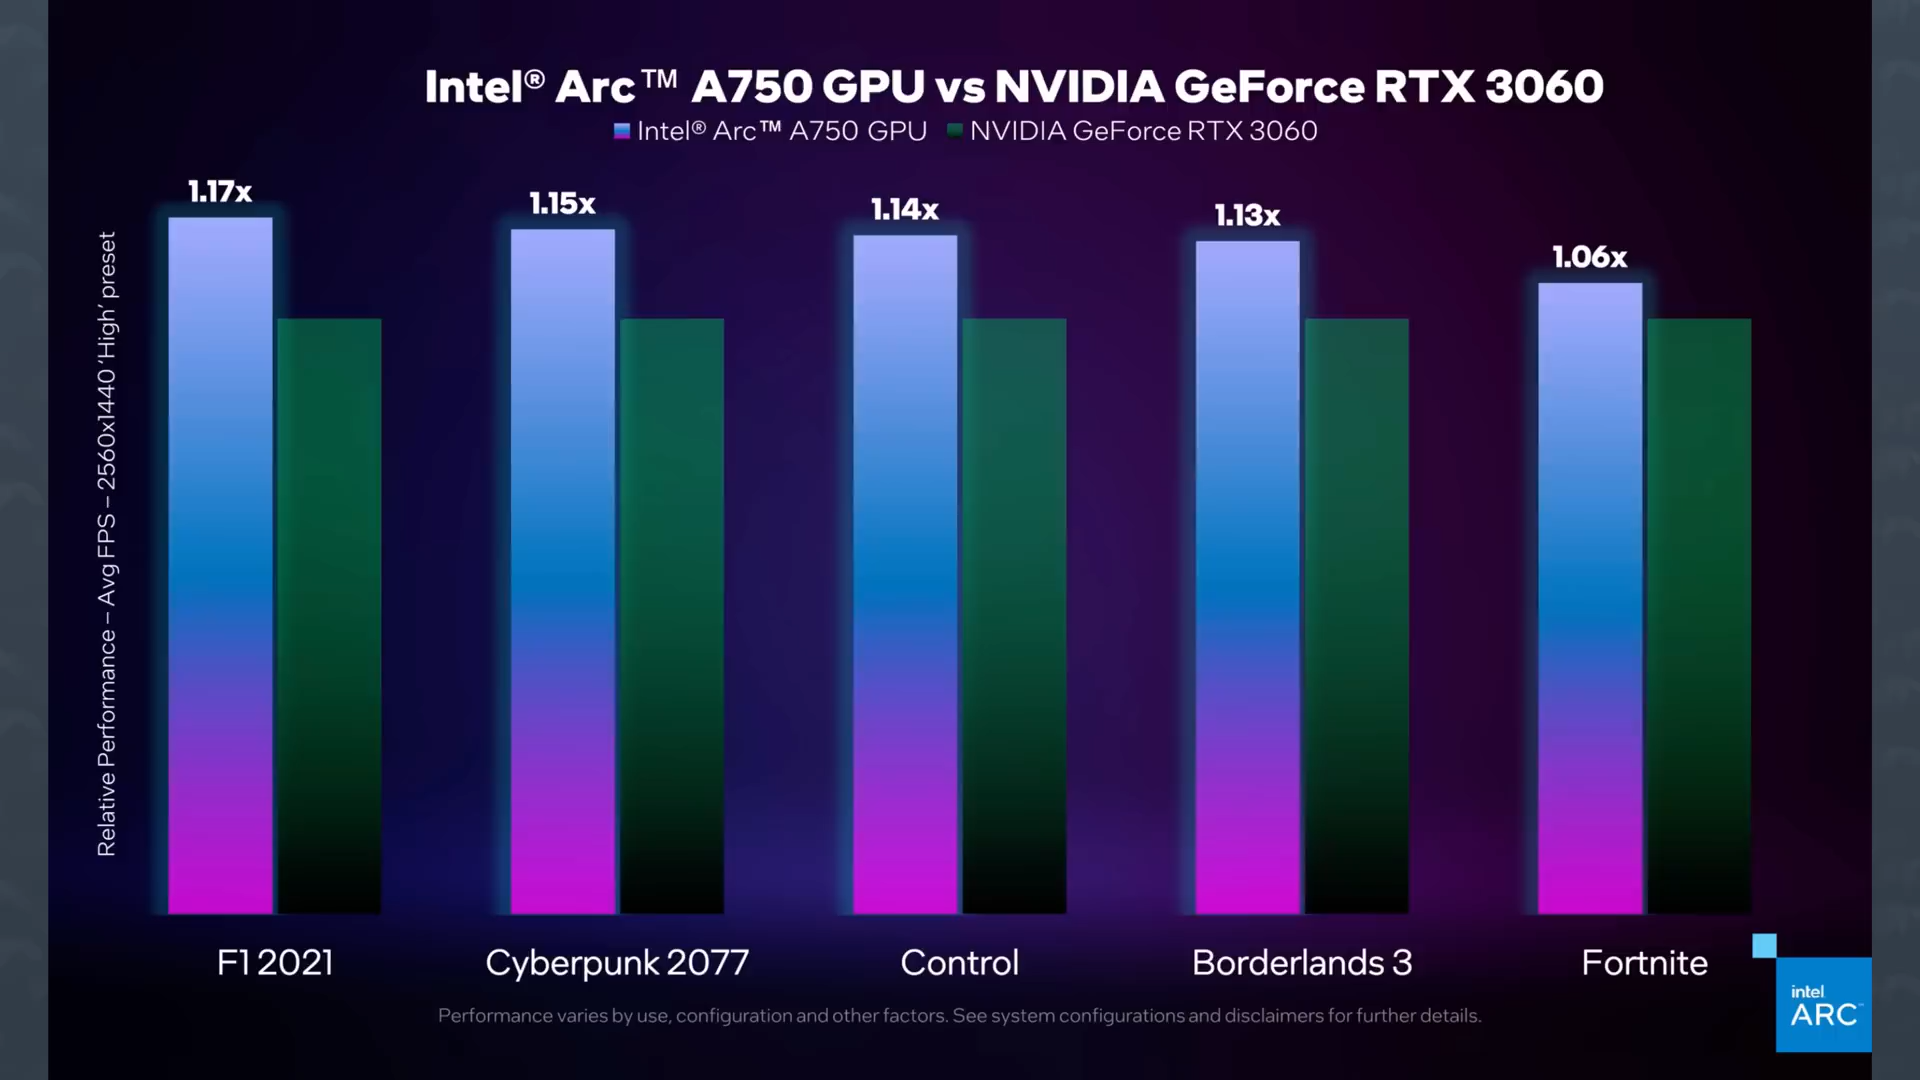 Intel® Arc™ A750 GPU vs NVIDIA GeForce RTX 3060
Intel® Arc™ A750 GPU NVIDIA GeForce RTX 3060
Relative Performance – Avg FPS – 2560x1440 ‘High’ preset
1.17x
1.15x
1.14x
1.13x
1.06x
F1 2021
Cyberpunk 2077
Control
Borderlands 3
Fortnite
Performance varies by use, configuration and other factors. See system configurations and disclaimers for further details.
intel
ARC™